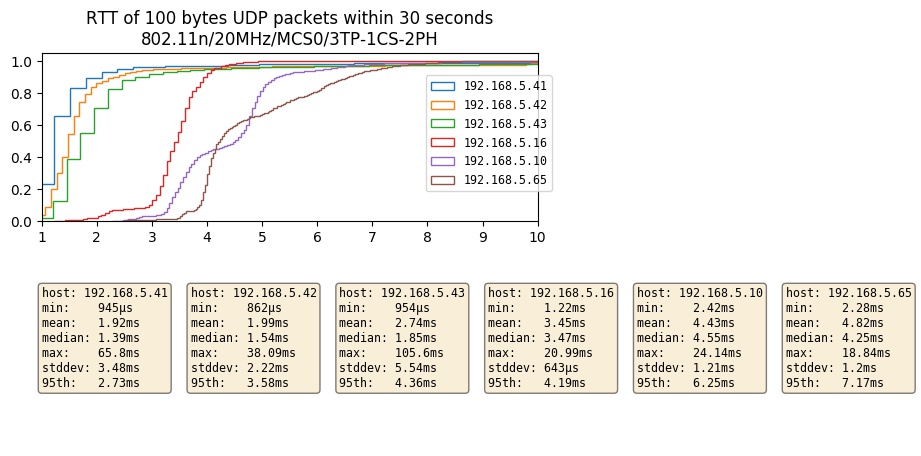 RTT of 100 bytes UDP packets within 30 seconds
802.11n/20MHz/MCS0/3TP-1CS-2PH
1.0
0.8
0.6
0.4
0.2
0.0
1 2 3 4 5 6 7 8 9 10
192.168.5.41
192.168.5.42
192.168.5.43
192.168.5.16
192.168.5.10
192.168.5.65
host: 192.168.5.41
min: 945µs
mean: 1.92ms
median: 1.39ms
max: 65.8ms
stddev: 3.48ms
95th: 2.73ms
host: 192.168.5.42
min: 862µs
mean: 1.99ms
median: 1.54ms
max: 38.09ms
stddev: 2.22ms
95th: 3.58ms
host: 192.168.5.43
min: 954µs
mean: 2.74ms
median: 1.85ms
max: 105.6ms
stddev: 5.54ms
95th: 4.36ms
host: 192.168.5.16
min: 1.22ms
mean: 3.45ms
median: 3.47ms
max: 20.99ms
stddev: 643µs
95th: 4.19ms
host: 192.168.5.10
min: 2.42ms
mean: 4.43ms
median: 4.55ms
max: 24.14ms
stddev: 1.21ms
95th: 6.25ms
host: 192.168.5.65
min: 2.28ms
mean: 4.82ms
median: 4.25ms
max: 18.84ms
stddev: 1.2ms
95th: 7.17ms